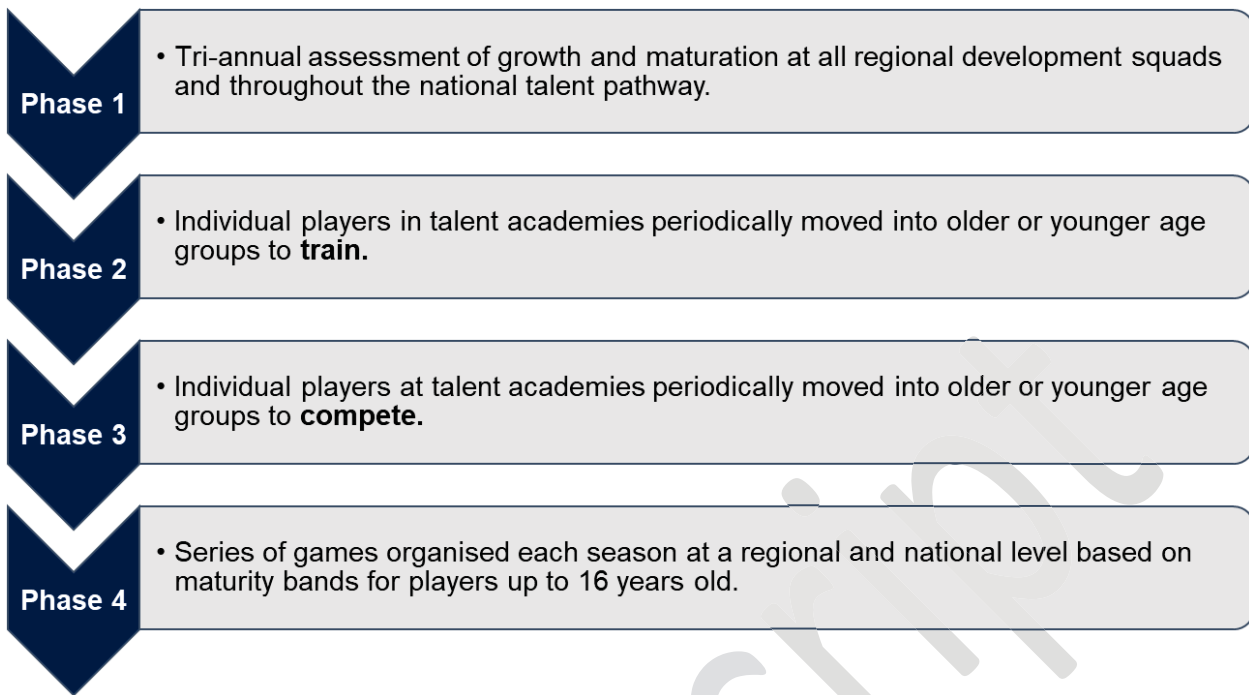 Phase 1
• Tri-annual assessment of growth and maturation at all regional development squads
and throughout the national talent pathway.
Phase 2
• Individual players in talent academies periodically moved into older or younger age
groups to train.
Phase 3
• Individual players at talent academies periodically moved into older or younger age
groups to compete.
Phase 4
• Series of games organised each season at a regional and national level based on
maturity bands for players up to 16 years old.